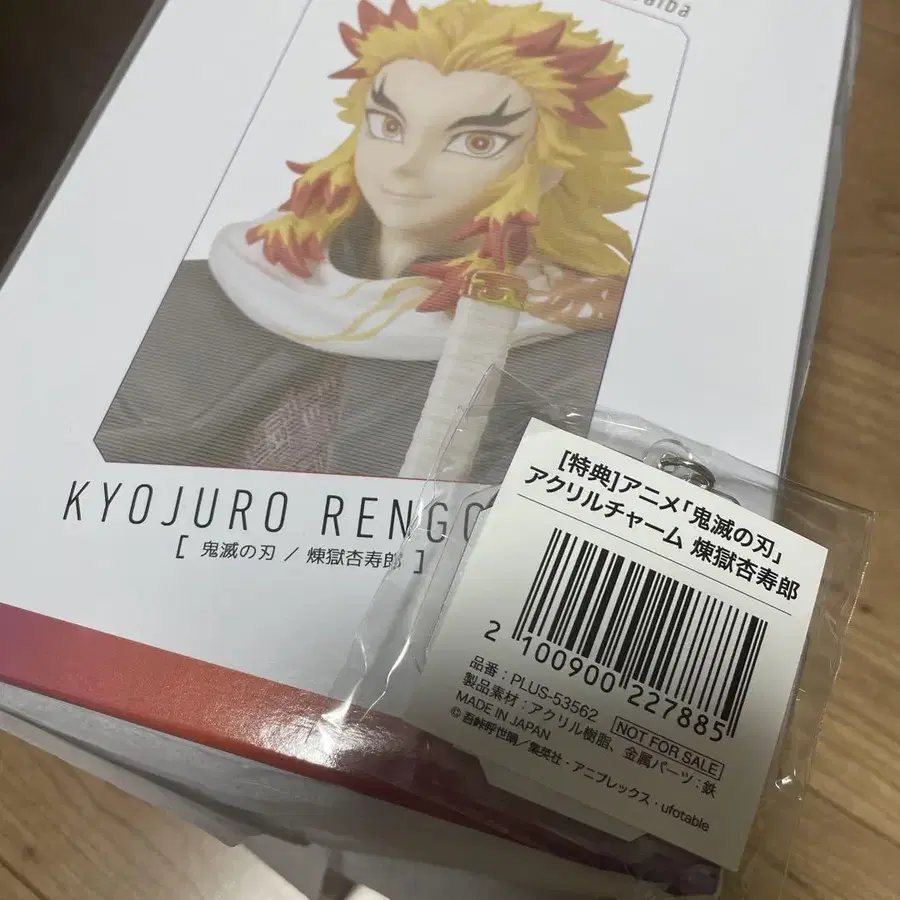 KYOJURO RENGO
[ 鬼滅の刃 / 煉獄杏寿郎 ]
[特典]アニメ「鬼滅の刃」
アクリルチャーム 煉獄杏寿郎
2 100900 227885
品番:PLUS-53562
NOT FOR SALE
製品素材:アクリル樹脂、金属パーツ:鉄
MADE IN JAPAN
© 吾峠呼世晴/集英社・アニプレックス・ufotable